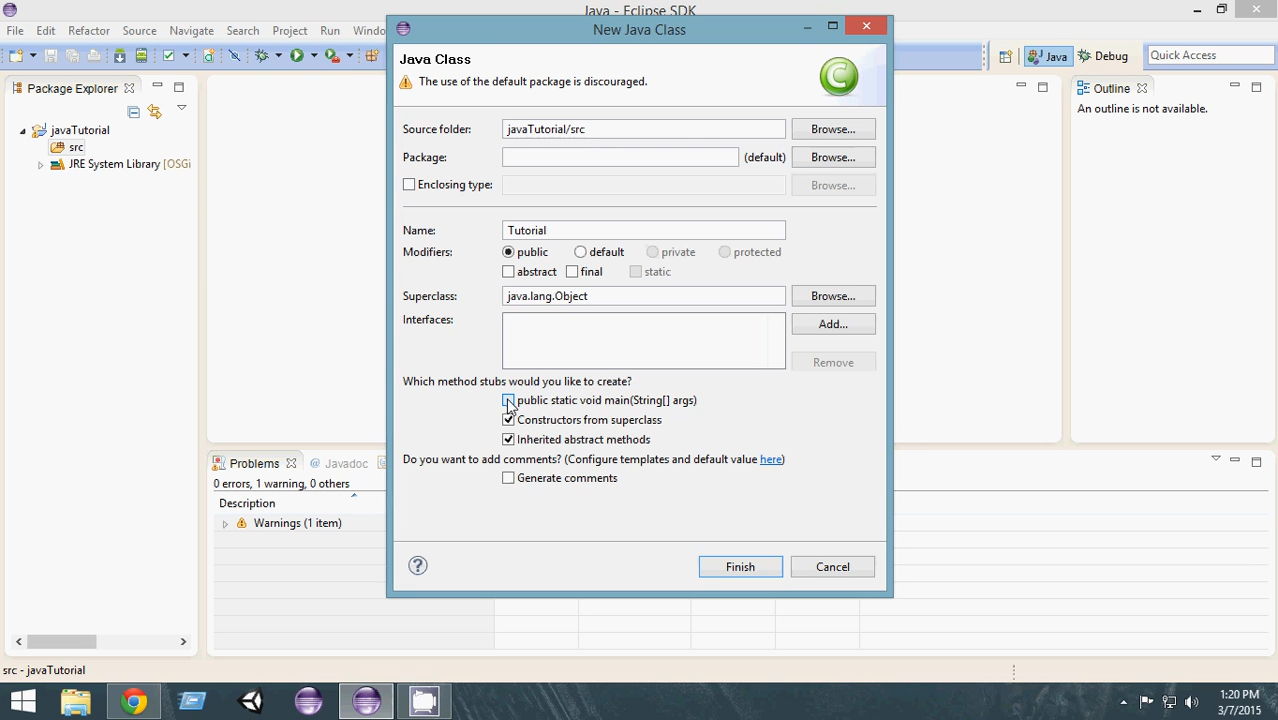 Java - Eclipse SDK
New Java Class
File Edit Refactor Source Navigate Search Project Run Windo
Java Class
The use of the default package is discouraged.
Java Debug Quick Access
Package Explorer
Outline
An outline is not available.
javaTutorial
src
JRE System Library [OSGi
Source folder: javaTutorial/src Browse...
Package: (default) Browse...
Enclosing type: Browse...
Name: Tutorial
Modifiers: public default private protected
abstract final static
Superclass: java.lang.Object Browse...
Interfaces: Add...
Remove
Which method stubs would you like to create?
public static void main(String[] args)
Constructors from superclass
Inherited abstract methods
Do you want to add comments? (Configure templates and default value here)
Generate comments
Problems @ Javadoc
0 errors, 1 warning, 0 others
Description
Warnings (1 item)
Finish Cancel
src - javaTutorial
1:20 PM
3/7/2015